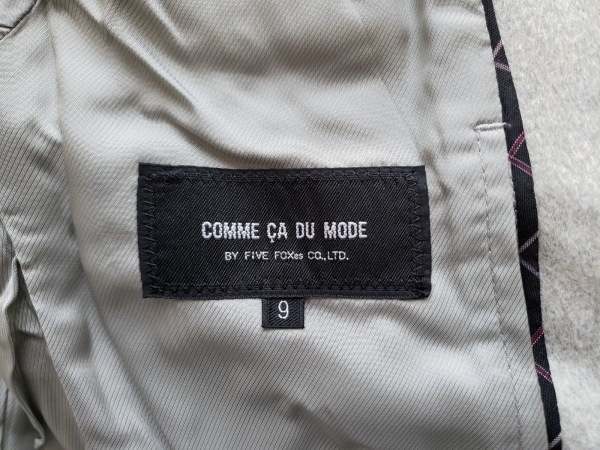 COMME ÇA DU MODE
BY FIVE FOXes CO.,LTD.
9